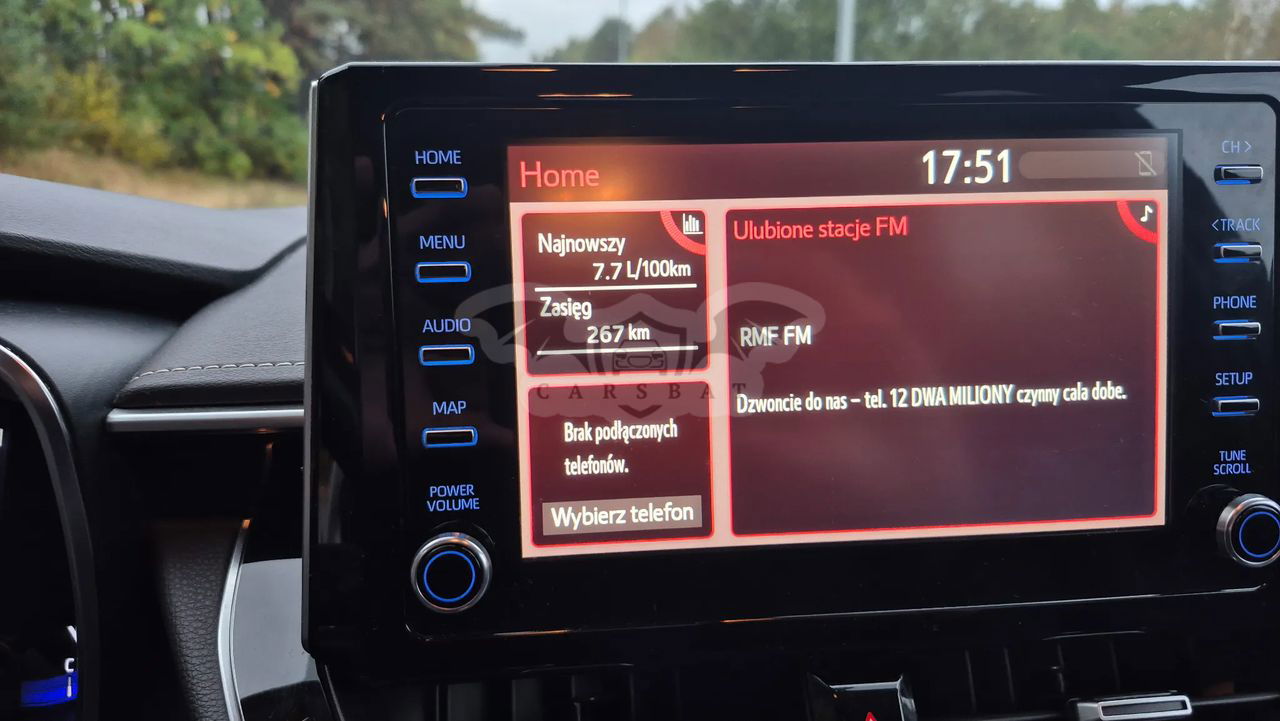 HOME
MENU
AUDIO
MAP
POWER
VOLUME
Home
17:51
Najnowszy
7.7 L/100km
Zasięg
267 km
Brak podłączonych
telefonów.
Wybierz telefon
Ulubione stacje FM
RMF FM
Dzwoncie do nas – tel. 12 DWA MILIONY czynny cala dobe.
CARSBAT
CH >
< TRACK
PHONE
SETUP
TUNE
SCROLL
C